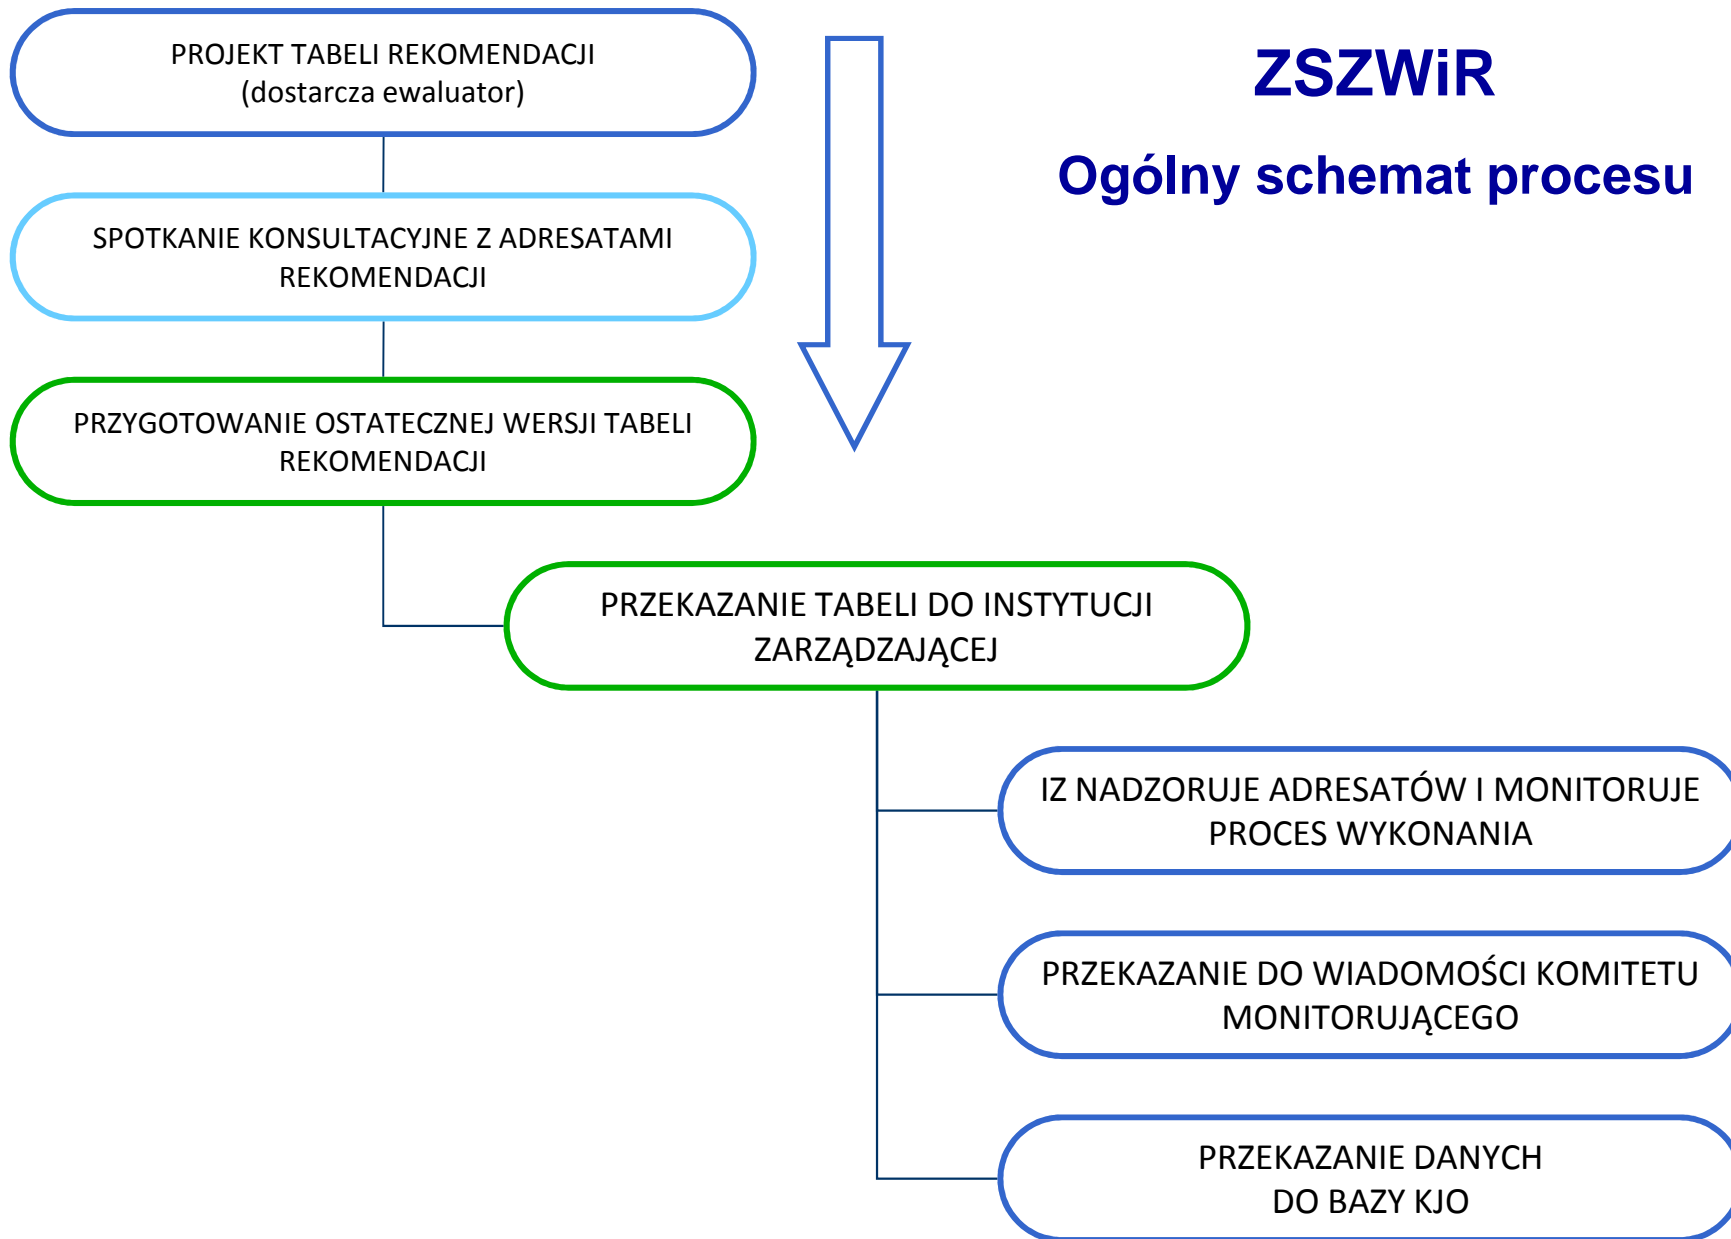 ZSZWiR
Ogólny schemat procesu
PROJEKT TABELI REKOMENDACJI
(dostarcza ewaluator)
SPOTKANIE KONSULTACYJNE Z ADRESATAMI
REKOMENDACJI
PRZYGOTOWANIE OSTATECZNEJ WERSJI TABELI
REKOMENDACJI
PRZEKAZANIE TABELI DO INSTYTUCJI
ZARZĄDZAJĄCEJ
IZ NADZORUJE ADRESATÓW I MONITORUJE
PROCES WYKONANIA
PRZEKAZANIE DO WIADOMOŚCI KOMITETU
MONITORUJĄCEGO
PRZEKAZANIE DANYCH
DO BAZY KJO